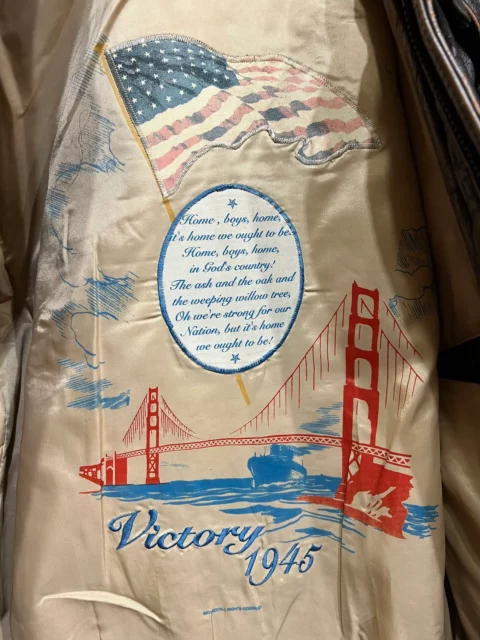 Home , boys, home,
it's home we ought to be.
Home, boys, home,
in God's country!
The ash and the oak and
the weeping willow tree,
Oh we're strong for our
Nation, but it's home
we ought to be!
Victory
1945